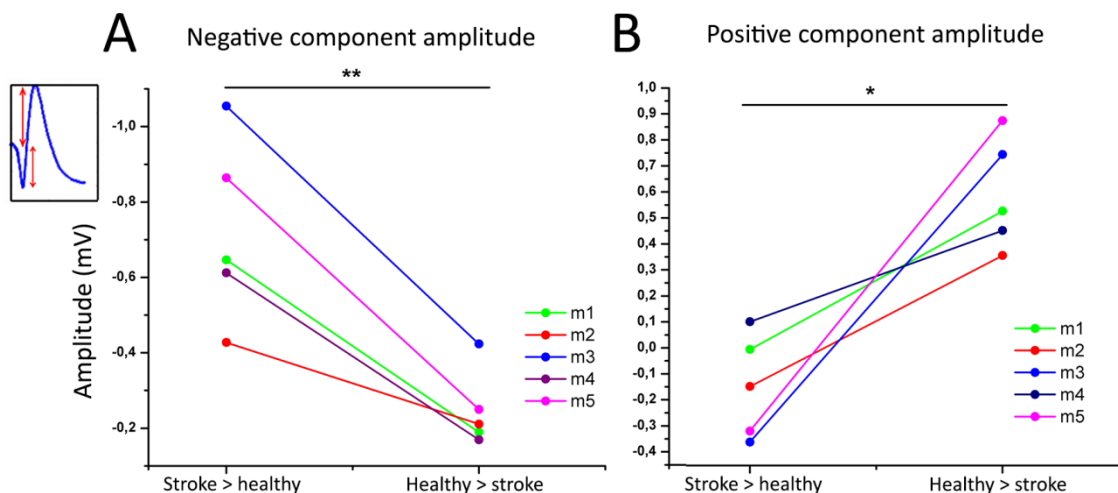 A
Negative component amplitude
**
Amplitude (mV)
-1,0
-0,8
-0,6
-0,4
-0,2
m1
m2
m3
m4
m5
Stroke > healthy
Healthy > stroke
B
Positive component amplitude
*
1,0
0,9
0,8
0,7
0,6
0,5
0,4
0,3
0,2
0,1
0,0
-0,1
-0,2
-0,3
-0,4
m1
m2
m3
m4
m5
Stroke > healthy
Healthy > stroke